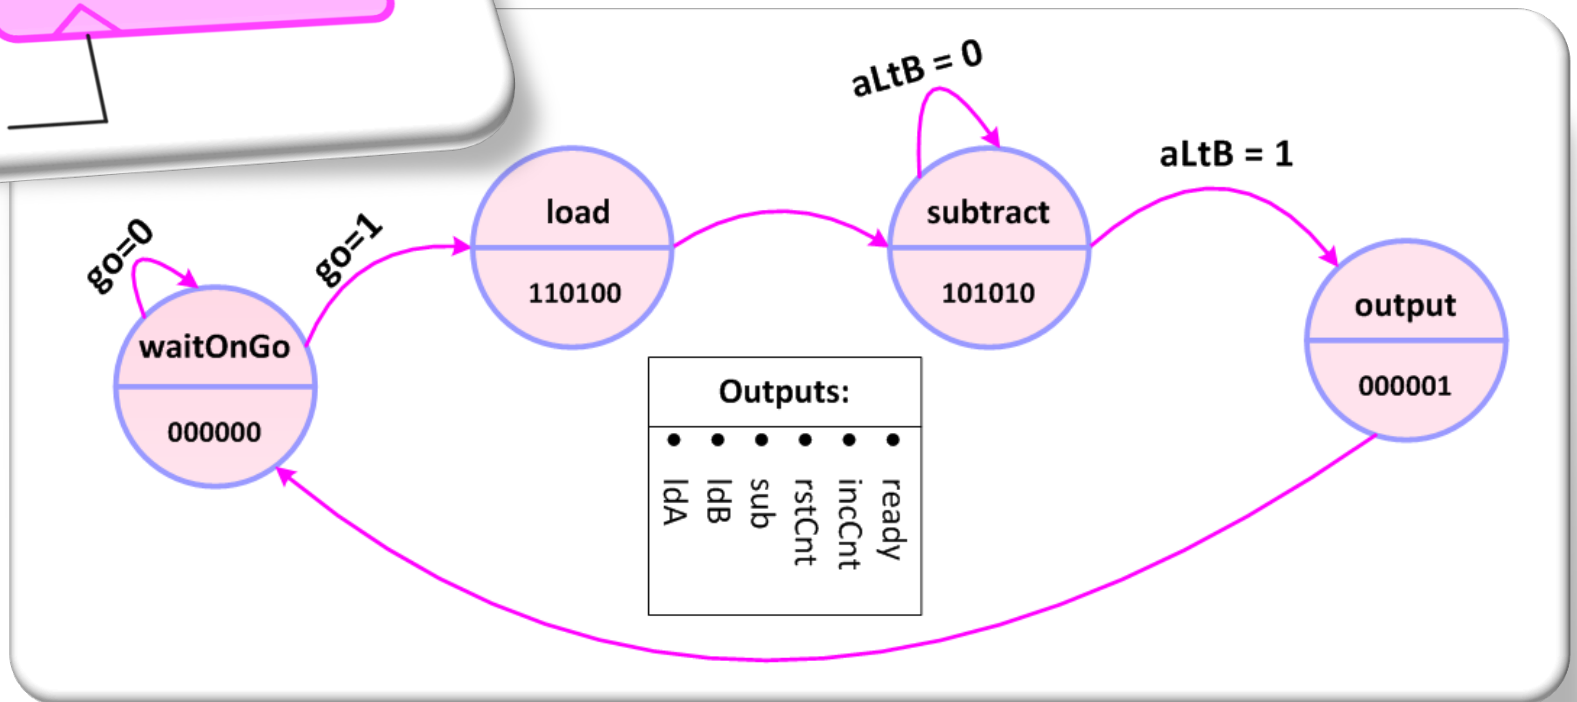 aLtB = 0
aLtB = 1
go=0
go=1
load
110100
subtract
101010
waitOnGo
000000
output
000001
Outputs:
• • • • • •
ldA
ldB
sub
rstCnt
incCnt
ready